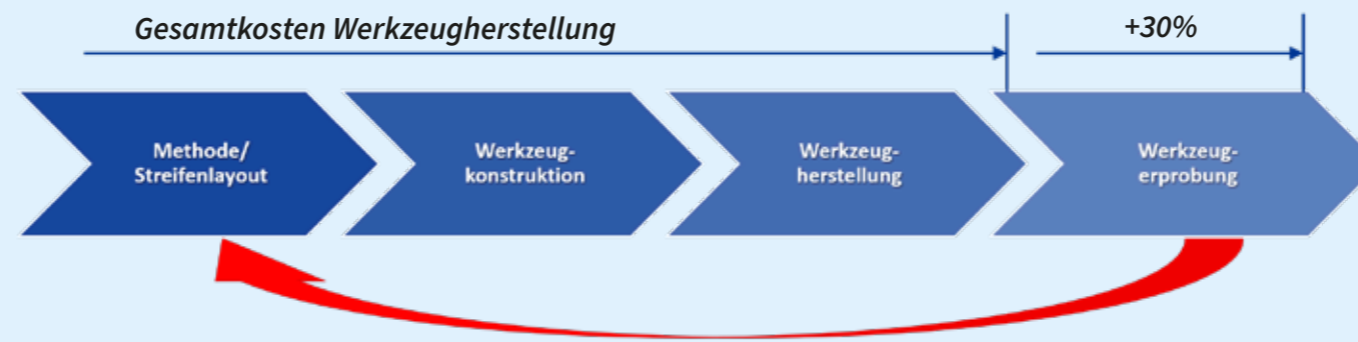 Gesamtkosten Werkzeugherstellung
+30%
Methode/
Streifenlayout
Werkzeug-
konstruktion
Werkzeug-
herstellung
Werkzeug-
erprobung